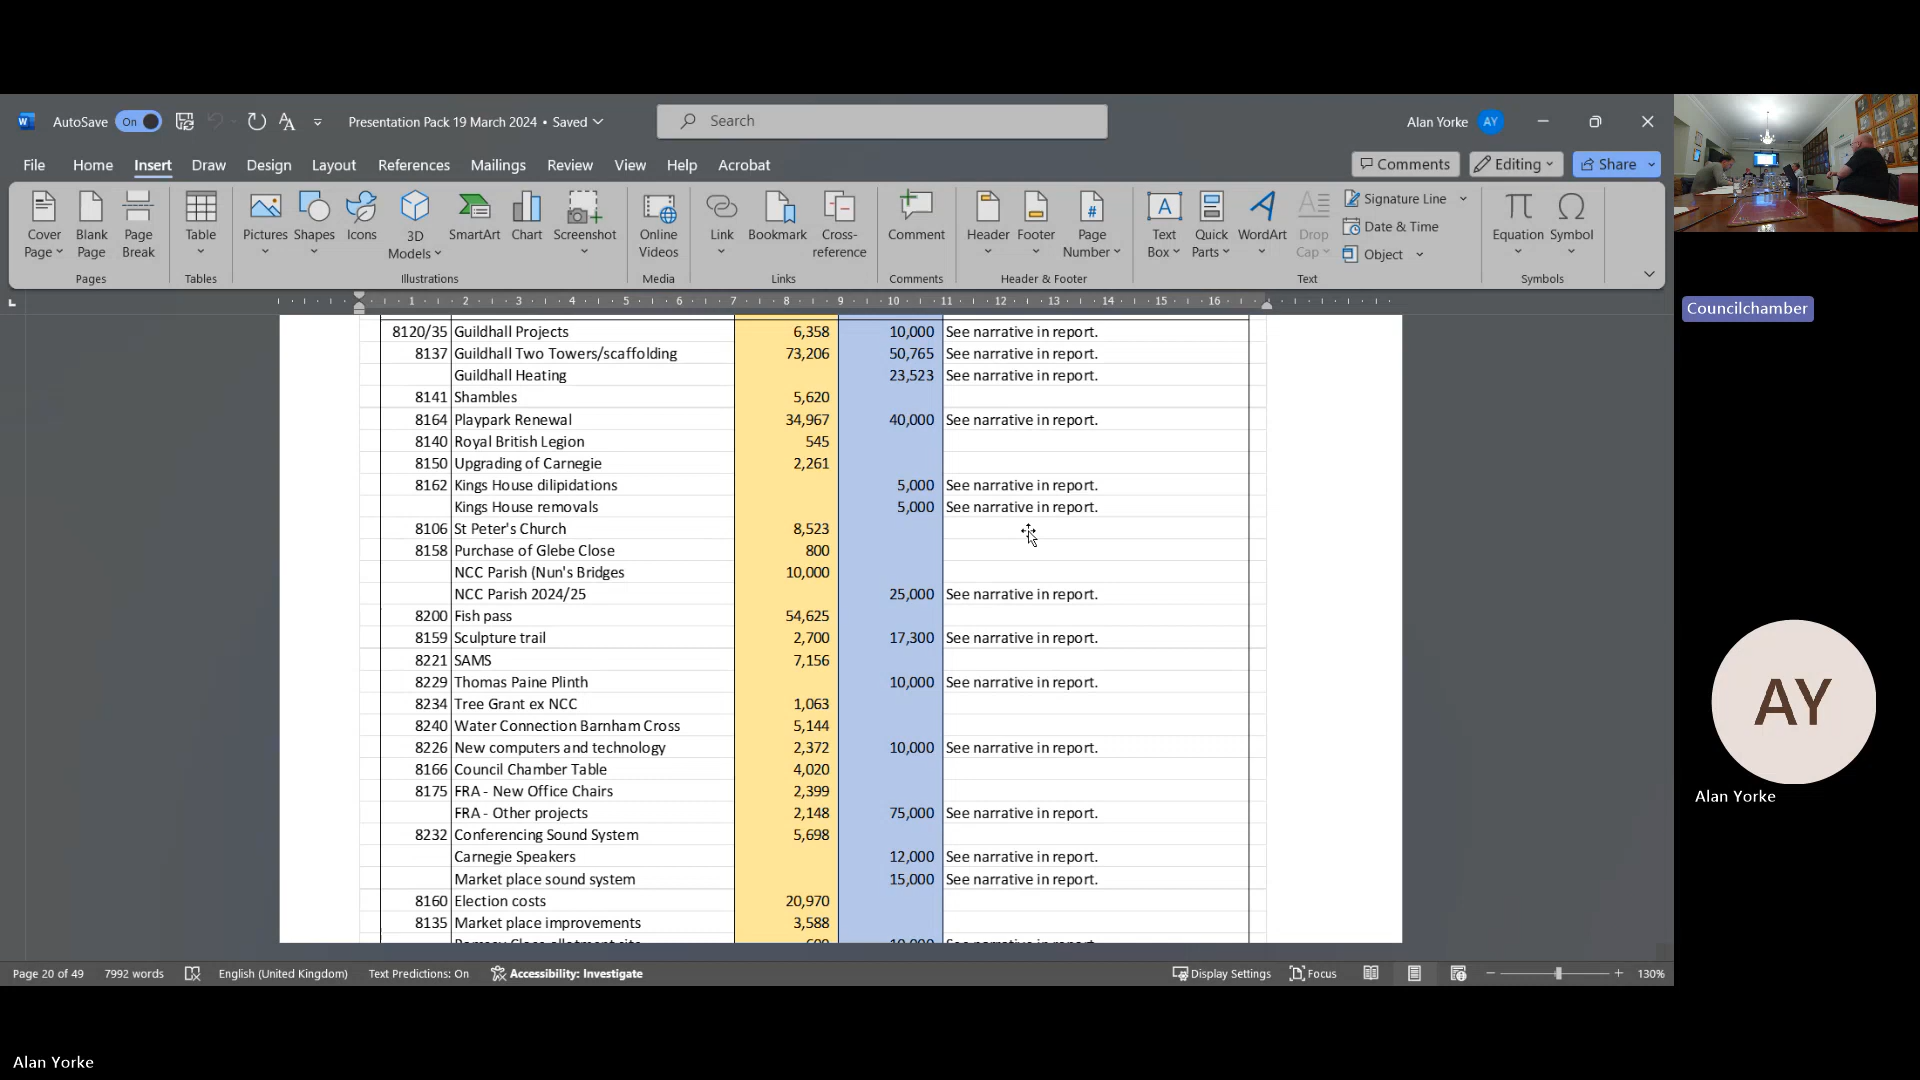 AutoSave On Presentation Pack 19 March 2024 • Saved Search Alan Yorke AY
File Home Insert Draw Design Layout References Mailings Review View Help Acrobat Comments Editing Share
Cover Page Blank Page Page Break Table Pictures Shapes Icons 3D Models SmartArt Chart Screenshot Online Videos Link Bookmark Cross-reference Comment Header Footer Page Number Text Box Quick Parts WordArt Drop Cap Signature Line Date & Time Object Equation Symbol
Pages Tables Illustrations Media Links Comments Header & Footer Text Symbols
1 2 3 4 5 6 7 8 9 10 11 12 13 14 15 16
8120/35 Guildhall Projects 6,358 10,000 See narrative in report.
8137 Guildhall Two Towers/scaffolding 73,206 50,765 See narrative in report.
Guildhall Heating 23,523 See narrative in report.
8141 Shambles 5,620
8164 Playpark Renewal 34,967 40,000 See narrative in report.
8140 Royal British Legion 545
8150 Upgrading of Carnegie 2,261
8162 Kings House dilipidations 5,000 See narrative in report.
Kings House removals 5,000 See narrative in report.
8106 St Peter's Church 8,523
8158 Purchase of Glebe Close 800
NCC Parish (Nun's Bridges 10,000
NCC Parish 2024/25 25,000 See narrative in report.
8200 Fish pass 54,625
8159 Sculpture trail 2,700 17,300 See narrative in report.
8221 SAMS 7,156
8229 Thomas Paine Plinth 10,000 See narrative in report.
8234 Tree Grant ex NCC 1,063
8240 Water Connection Barnham Cross 5,144
8226 New computers and technology 2,372 10,000 See narrative in report.
8166 Council Chamber Table 4,020
8175 FRA - New Office Chairs 2,399
FRA - Other projects 2,148 75,000 See narrative in report.
8232 Conferencing Sound System 5,698
Carnegie Speakers 12,000 See narrative in report.
Market place sound system 15,000 See narrative in report.
8160 Election costs 20,970
8135 Market place improvements 3,588
Page 20 of 49 7992 words English (United Kingdom) Text Predictions: On Accessibility: Investigate Display Settings Focus 130%
Councilchamber
AY
Alan Yorke
Alan Yorke